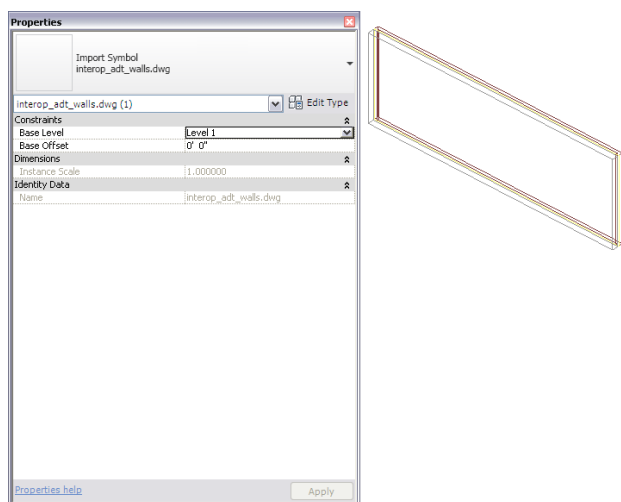 Properties
Import Symbol
interop_adt_walls.dwg
interop_adt_walls.dwg (1)
Edit Type
Constraints
Base Level Level 1
Base Offset 0' 0"
Dimensions
Instance Scale 1.000000
Identity Data
Name interop_adt_walls.dwg
Properties help
Apply